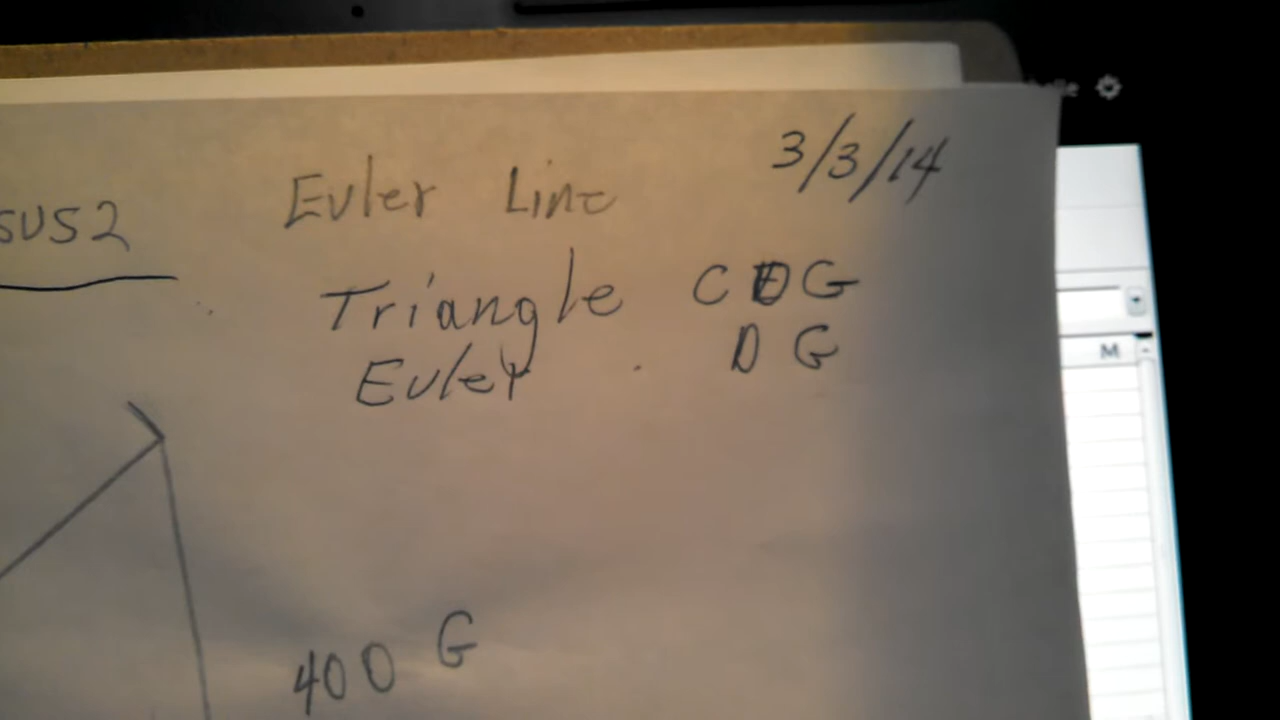 3/3/14
SUS2 Euler Line
Triangle CDG
Euler DG
400 G
M